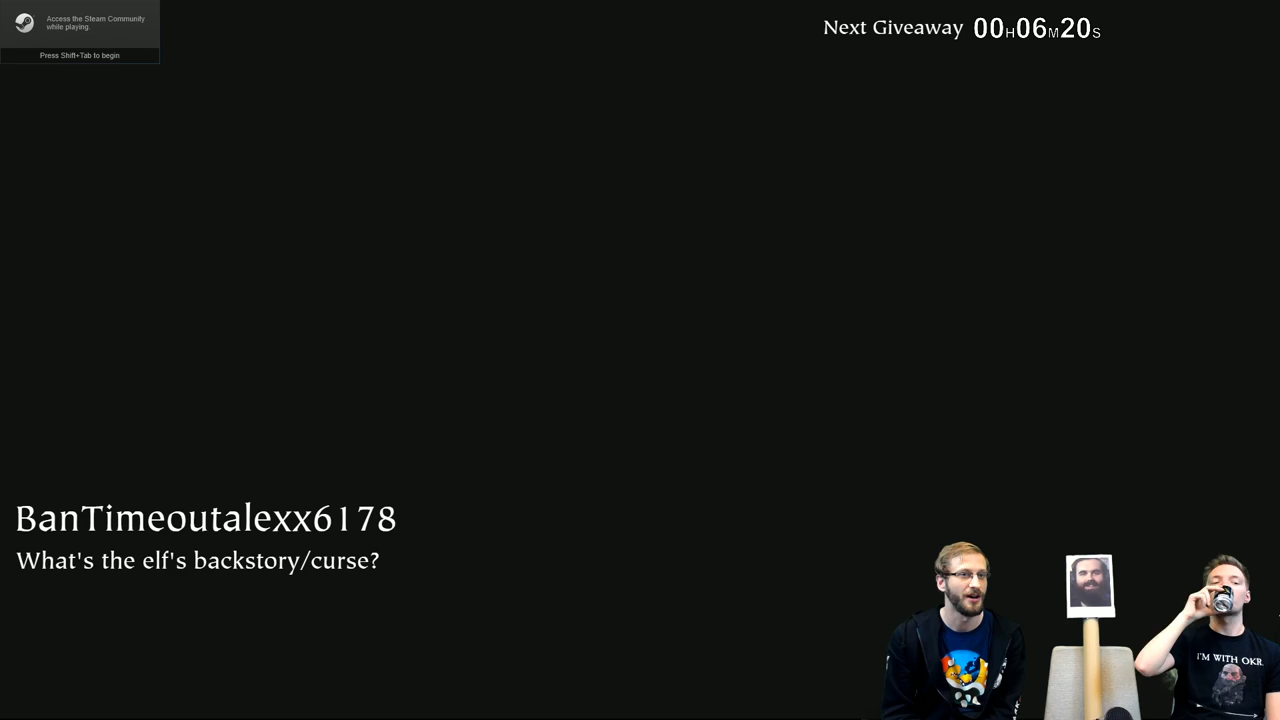 Access the Steam Community
while playing.
Press Shift+Tab to begin
Next Giveaway 00H06M20S
BanTimeoutalexx6178
What's the elf's backstory/curse?
I'M WITH OKR.